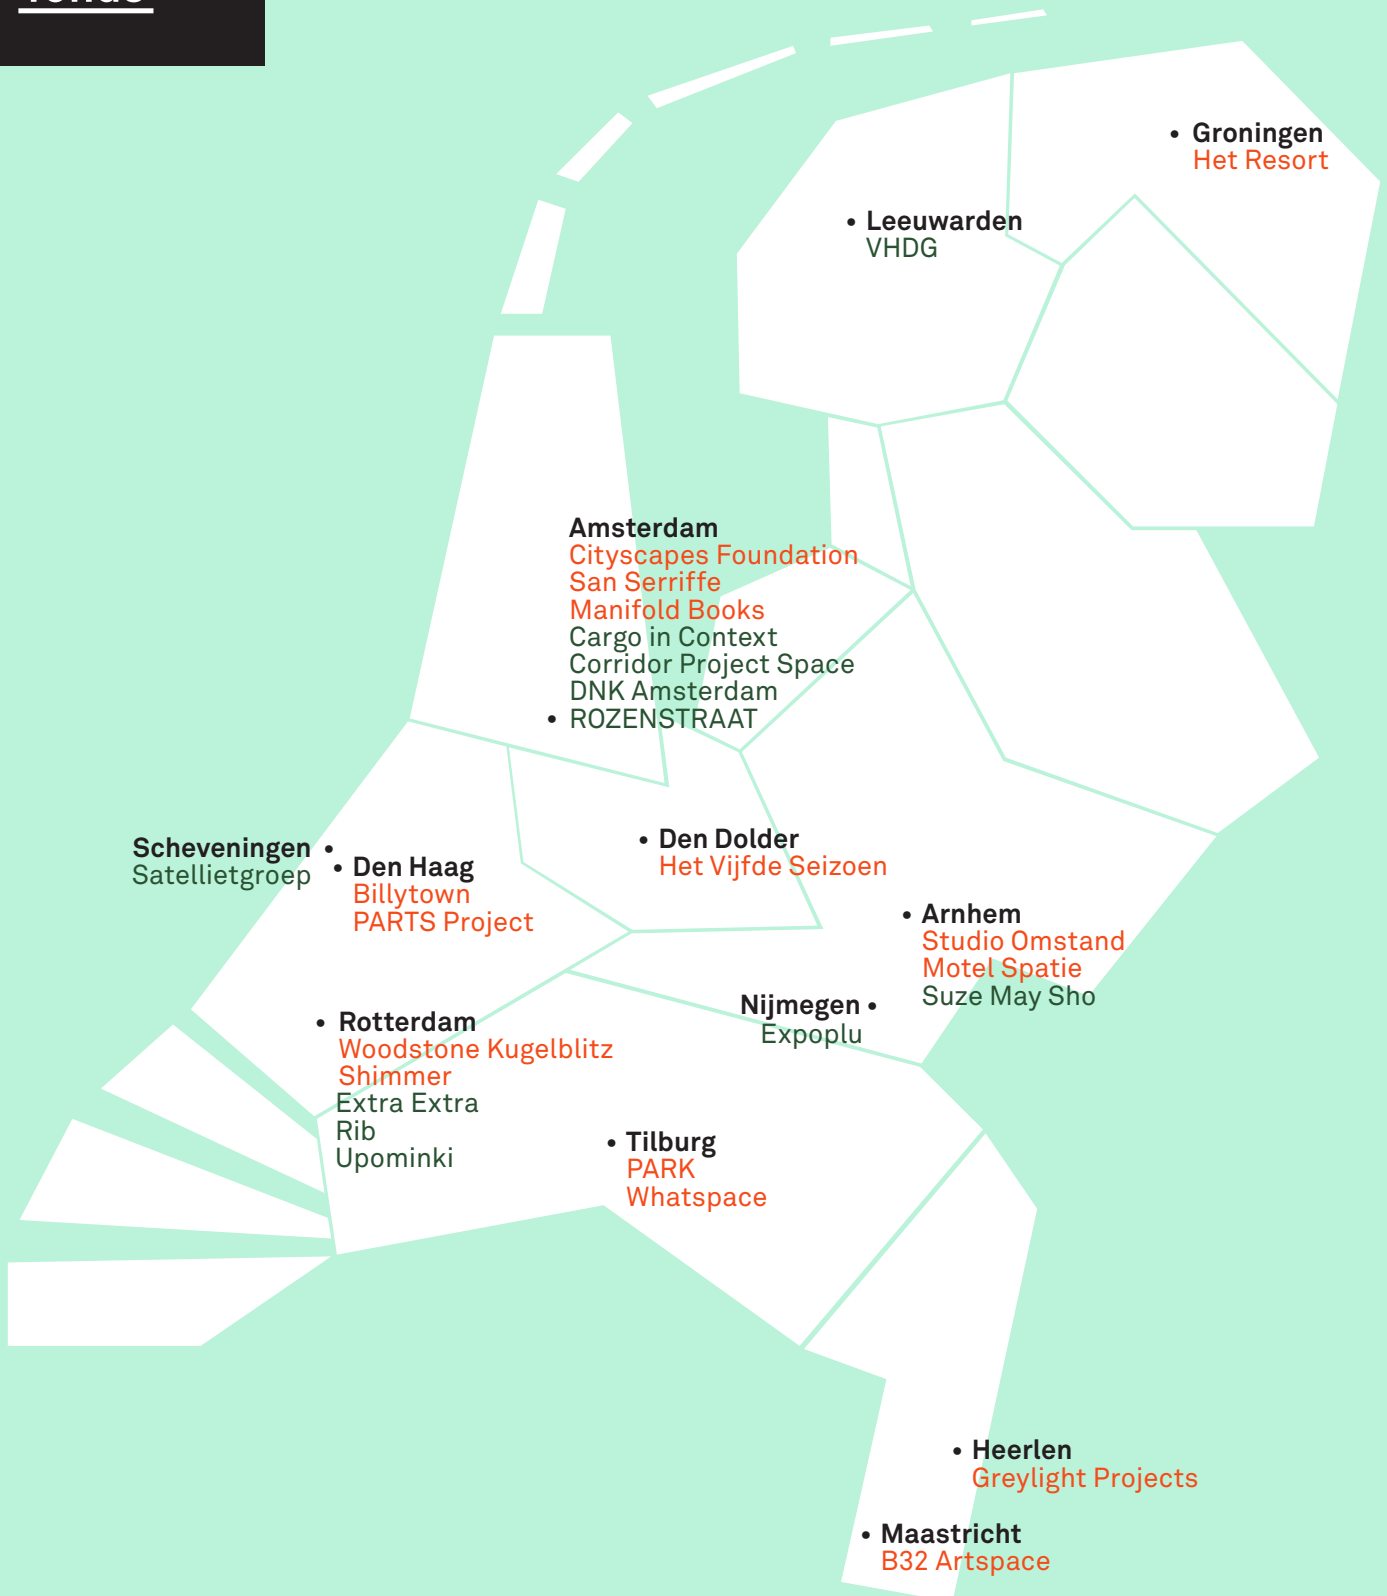 Groningen
Het Resort
Leeuwarden
VHDG
Amsterdam
Cityscapes Foundation
San Serriffe
Manifold Books
Cargo in Context
Corridor Project Space
DNK Amsterdam
• ROZENSTRAAT
Scheveningen •
Satellietgroep
• Den Haag
Billytown
PARTS Project
• Den Dolder
Het Vijfde Seizoen
• Arnhem
Studio Omstand
Motel Spatie
Suze May Sho
Nijmegen •
Expoplu
• Rotterdam
Woodstone Kugelblitz
Shimmer
Extra Extra
Rib
Upominki
• Tilburg
PARK
Whatspace
• Heerlen
Greylight Projects
• Maastricht
B32 Artspace